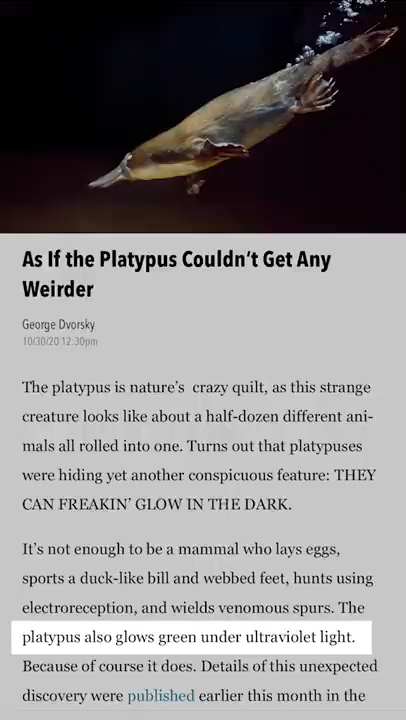 As If the Platypus Couldn't Get Any
Weirder
George Dvorsky
10/30/20 12:30pm
The platypus is nature's crazy quilt, as this strange
creature looks like about a half-dozen different ani-
mals all rolled into one. Turns out that platypuses
were hiding yet another conspicuous feature: THEY
CAN FREAKIN' GLOW IN THE DARK.
It's not enough to be a mammal who lays eggs,
sports a duck-like bill and webbed feet, hunts using
electroreception, and wields venomous spurs. The
platypus also glows green under ultraviolet light.
Because of course it does. Details of this unexpected
discovery were published earlier this month in the